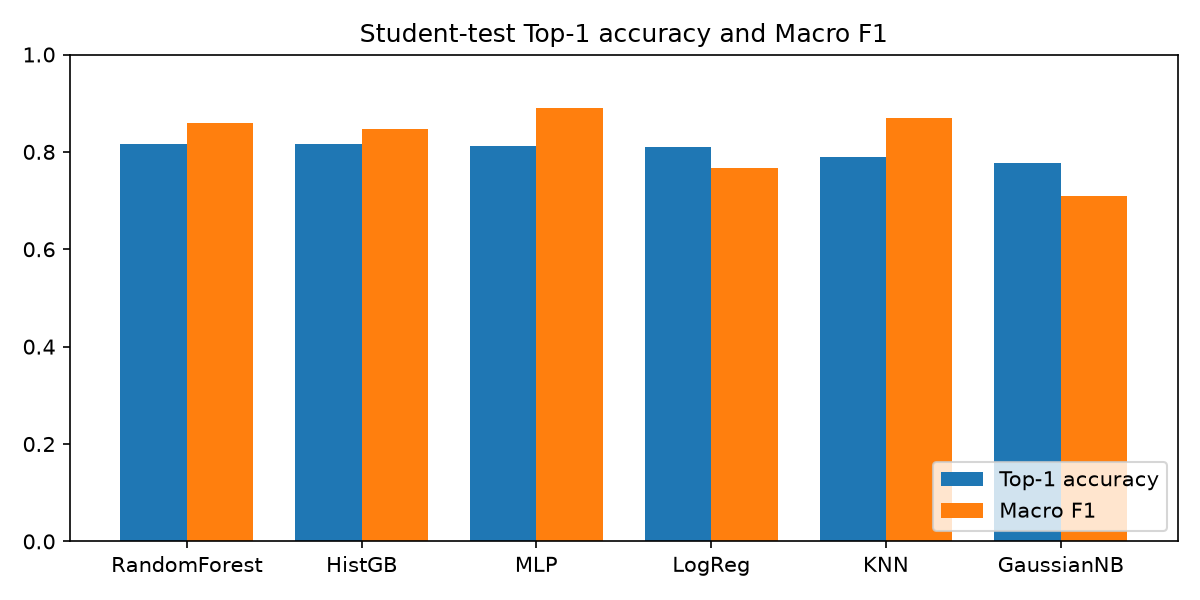 Student-test Top-1 accuracy and Macro F1
1.0
0.8
0.6
0.4
0.2
0.0
Top-1 accuracy
Macro F1
RandomForest HistGB MLP LogReg KNN GaussianNB